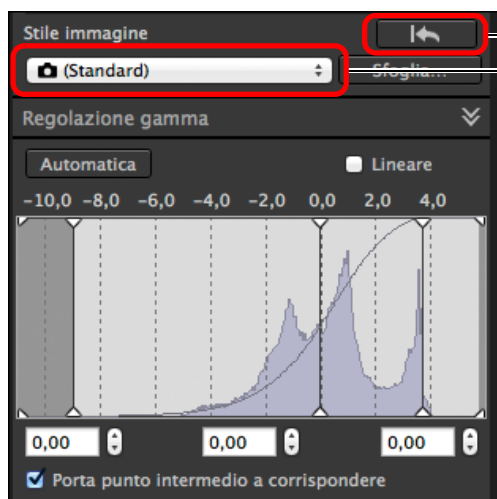 Stile immagine
(Standard)
Sfoglia...
Regolazione gamma
Automatica
Lineare
-10,0 -8,0 -6,0 -4,0 -2,0 0,0 2,0 4,0
0,00 0,00 0,00
Porta punto intermedio a corrispondere